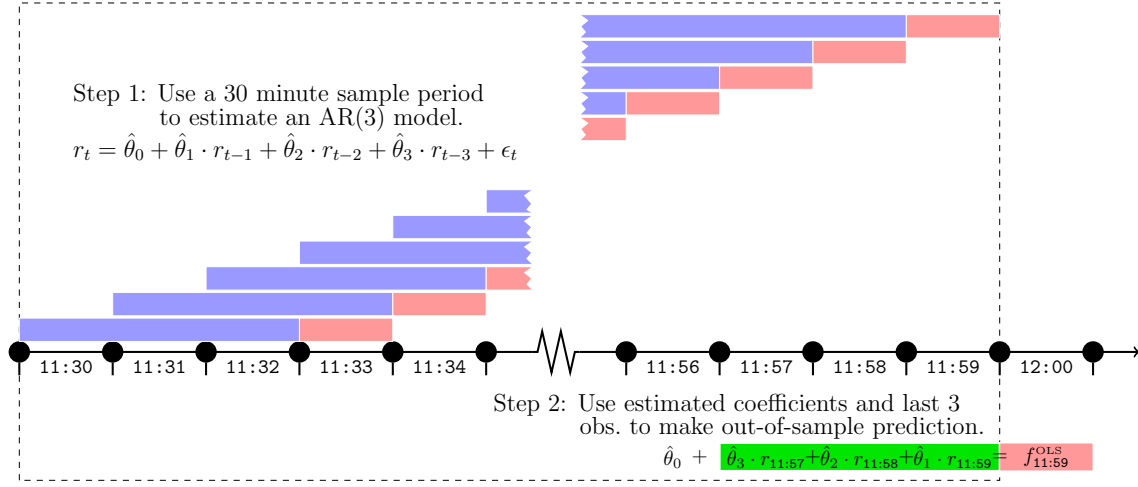 Step 1: Use a 30 minute sample period
to estimate an AR(3) model.
r_t = θ̂_0 + θ̂_1 · r_{t−1} + θ̂_2 · r_{t−2} + θ̂_3 · r_{t−3} + ϵ_t
11:30 11:31 11:32 11:33 11:34 11:56 11:57 11:58 11:59 12:00
Step 2: Use estimated coefficients and last 3
obs. to make out-of-sample prediction.
θ̂_0 + θ̂_3 · r_{11:57}+θ̂_2 · r_{11:58}+θ̂_1 · r_{11:59}= f_{11:59}^{OLS}